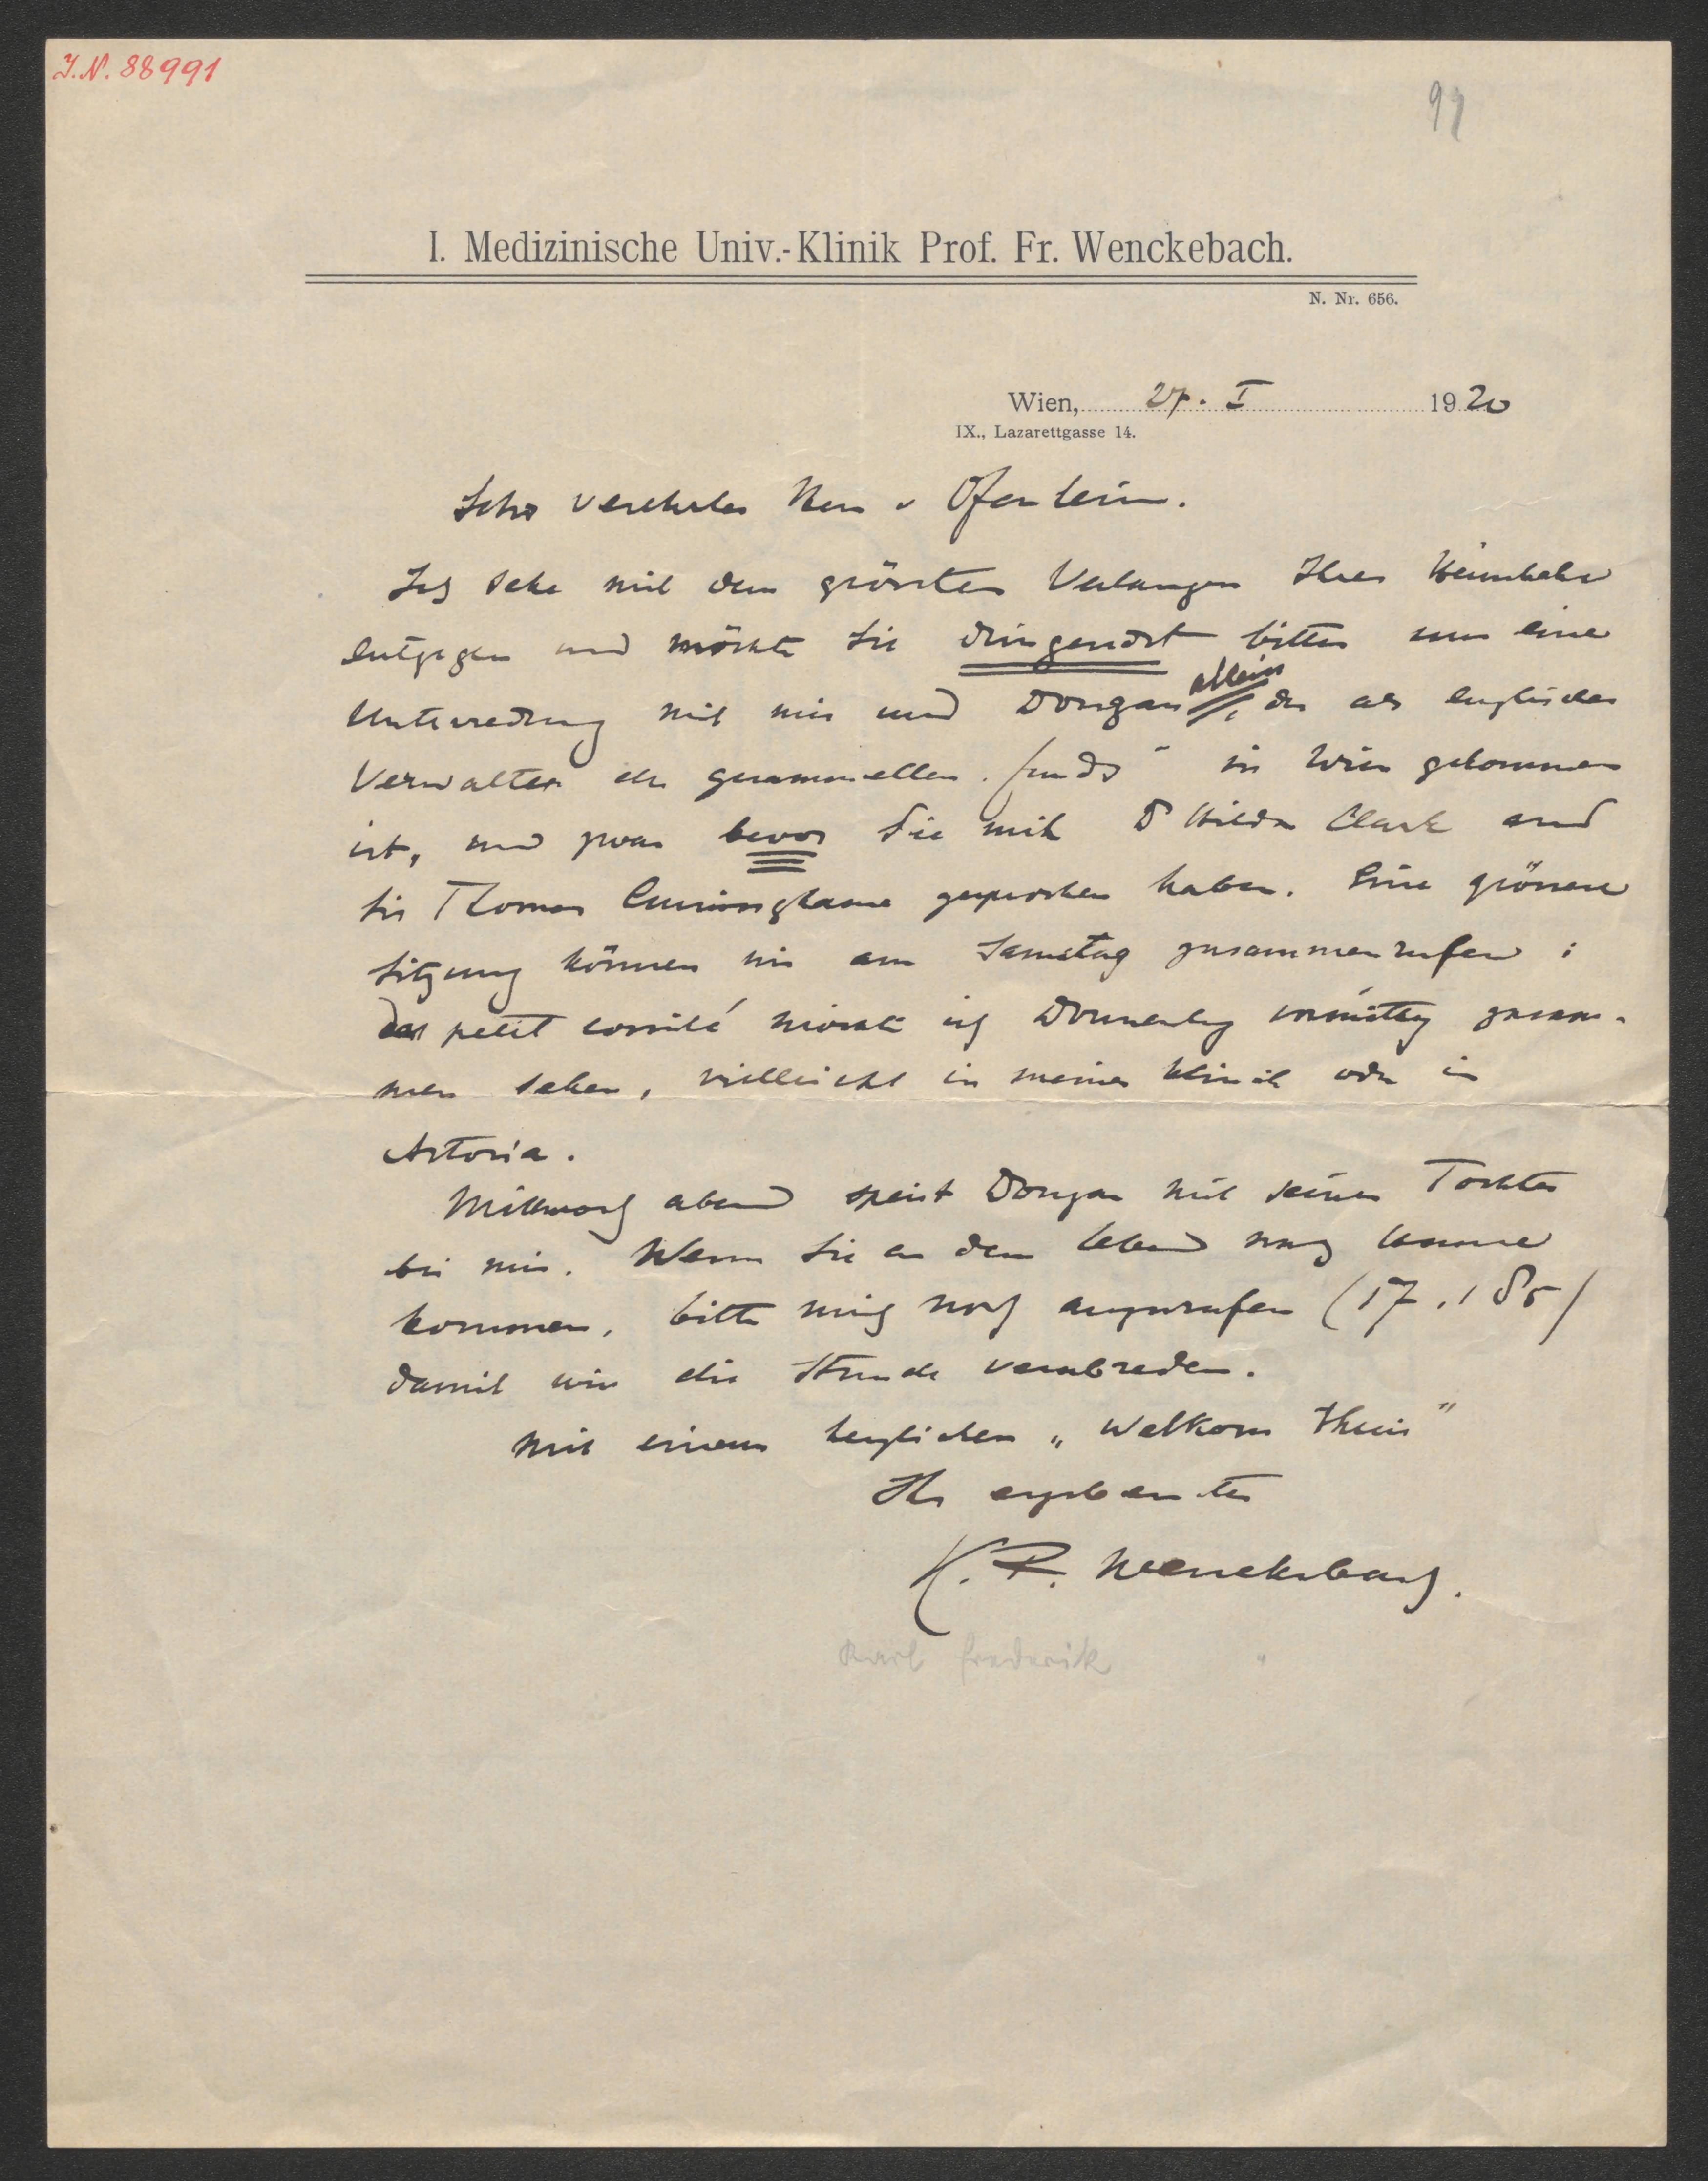 J.N. 88991
99
I. Medizinische Univ.-Klinik Prof. Fr. Wenckebach.
N. Nr. 656.
Wien, 27. I 1920
IX., Lazarettgasse 14.
Sehr verehrter Herr v Ofenheim.
Ich sehe mit dem grössten Verlangen Ihrer Heimkehr
entgegen und möchte Sie dringendst bitten um eine
Unterredung mit mir und Dongan allein, der als englischer
Verwalter der gesammelten funds in Wien gekommen
ist, und zwar bevor Sie mit Dr Hilda Clark and
Sir Thomas Cunninghame gesprochen haben. Eine grössere
Sitzung können wir am Samstag zusammenrufen:
das petit comité möchte ich Donnerstag vormittag zusam-
men sehen, vielleicht in meiner Klinik oder in
Astoria.
Mittwoch abend speist Dongan mit seiner Tochter
bei mir. Wenn Sie an dem Abend nach Hause
kommen, bitte mich noch anzurufen (17.185)
damit wir die Stunde verabreden.
Mit einem herzlichen „Welkom thuis"
Ihr ergebenster
K. F. Wenckebach.
Karl Frederik "